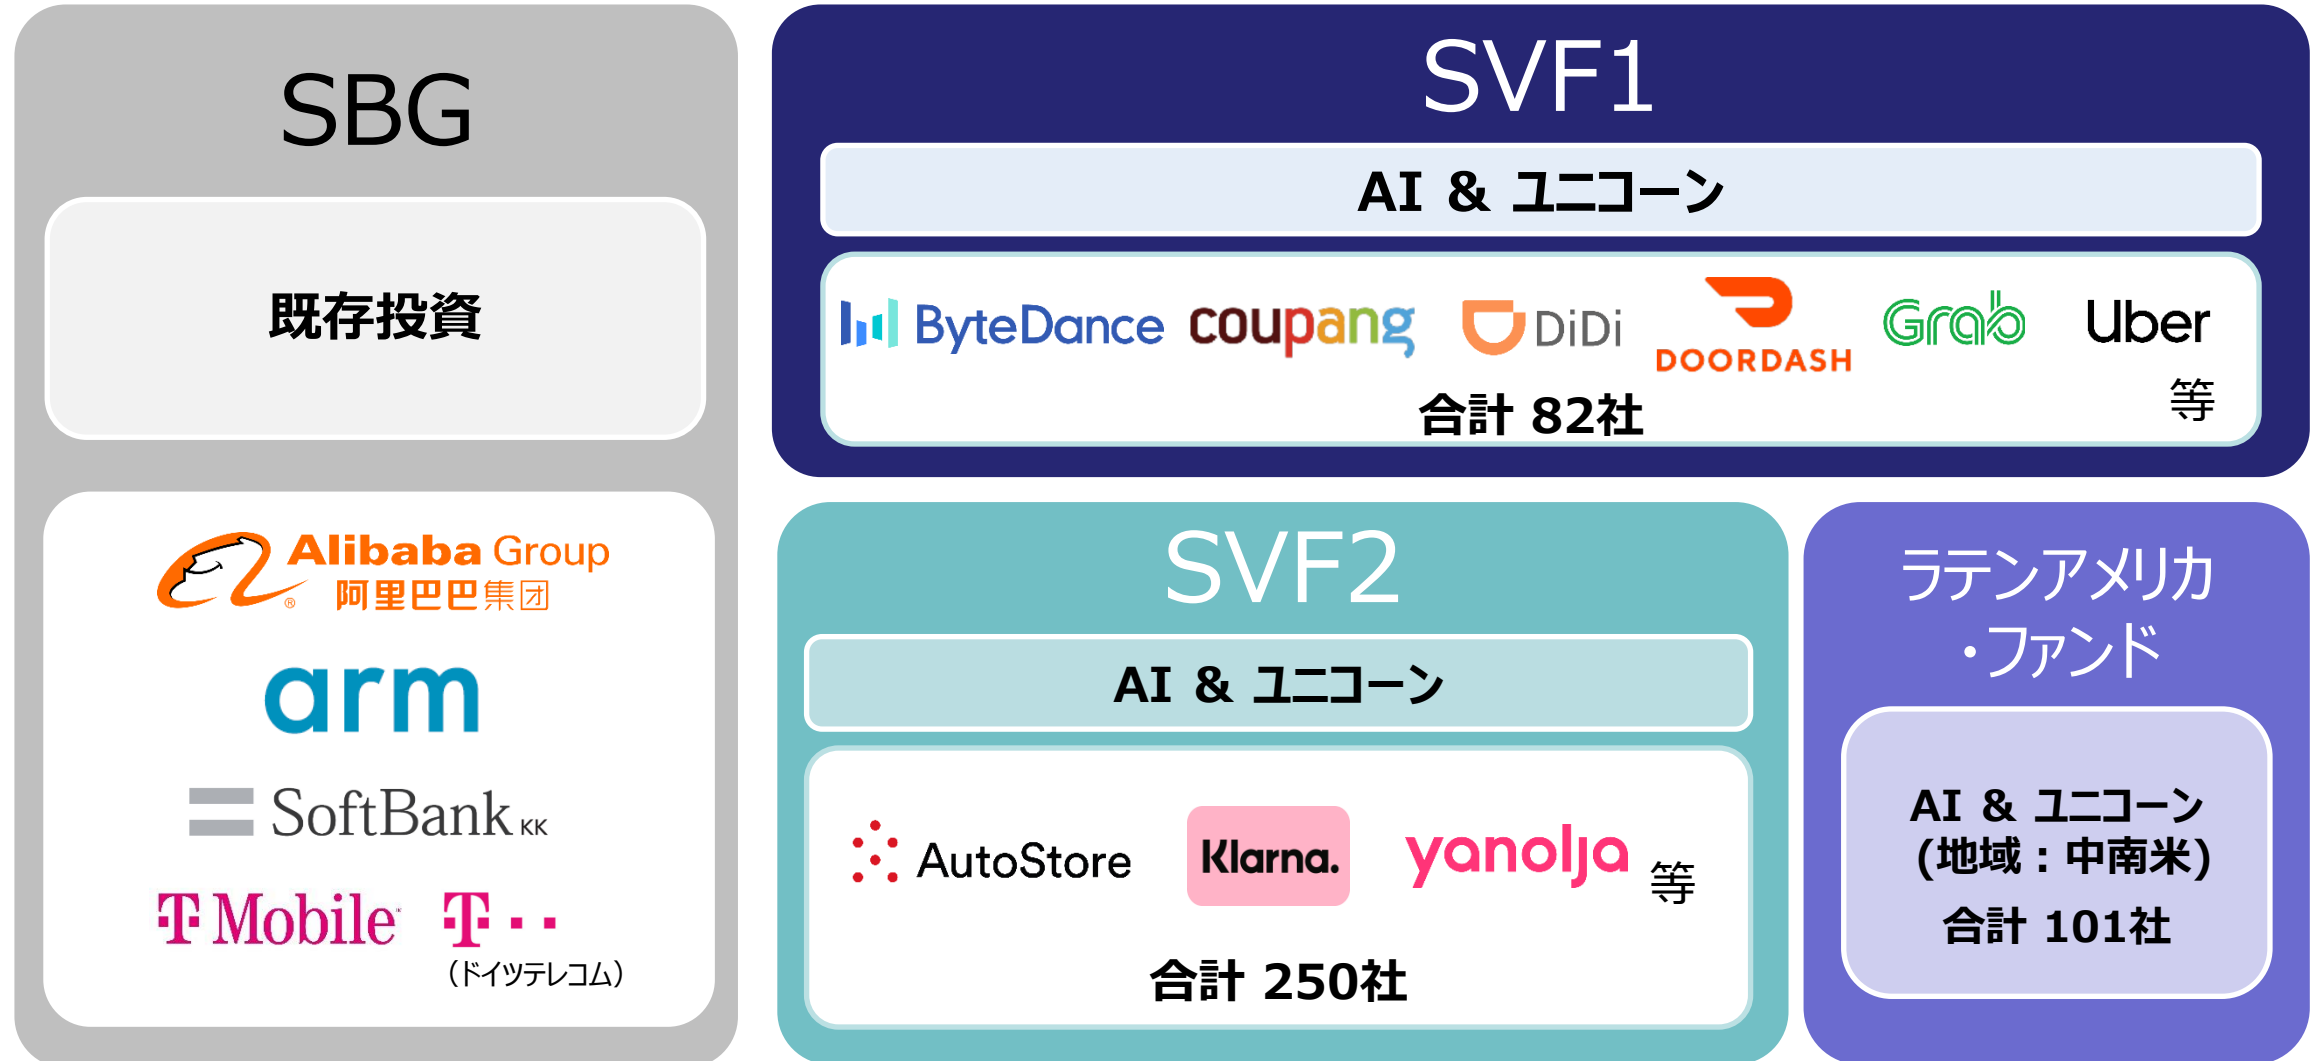 SBG
既存投資
Alibaba Group
阿里巴巴集团
®
arm
SoftBank KK
T Mobile T
（ドイツテレコム）
SVF1
AI & ユニコーン
ByteDance coupang DiDi DOORDASH Grab Uber
等
合計 82社
SVF2
AI & ユニコーン
AutoStore Klarna. yanolja 等
合計 250社
ラテンアメリカ
・ファンド
AI & ユニコーン
(地域：中南米)
合計 101社